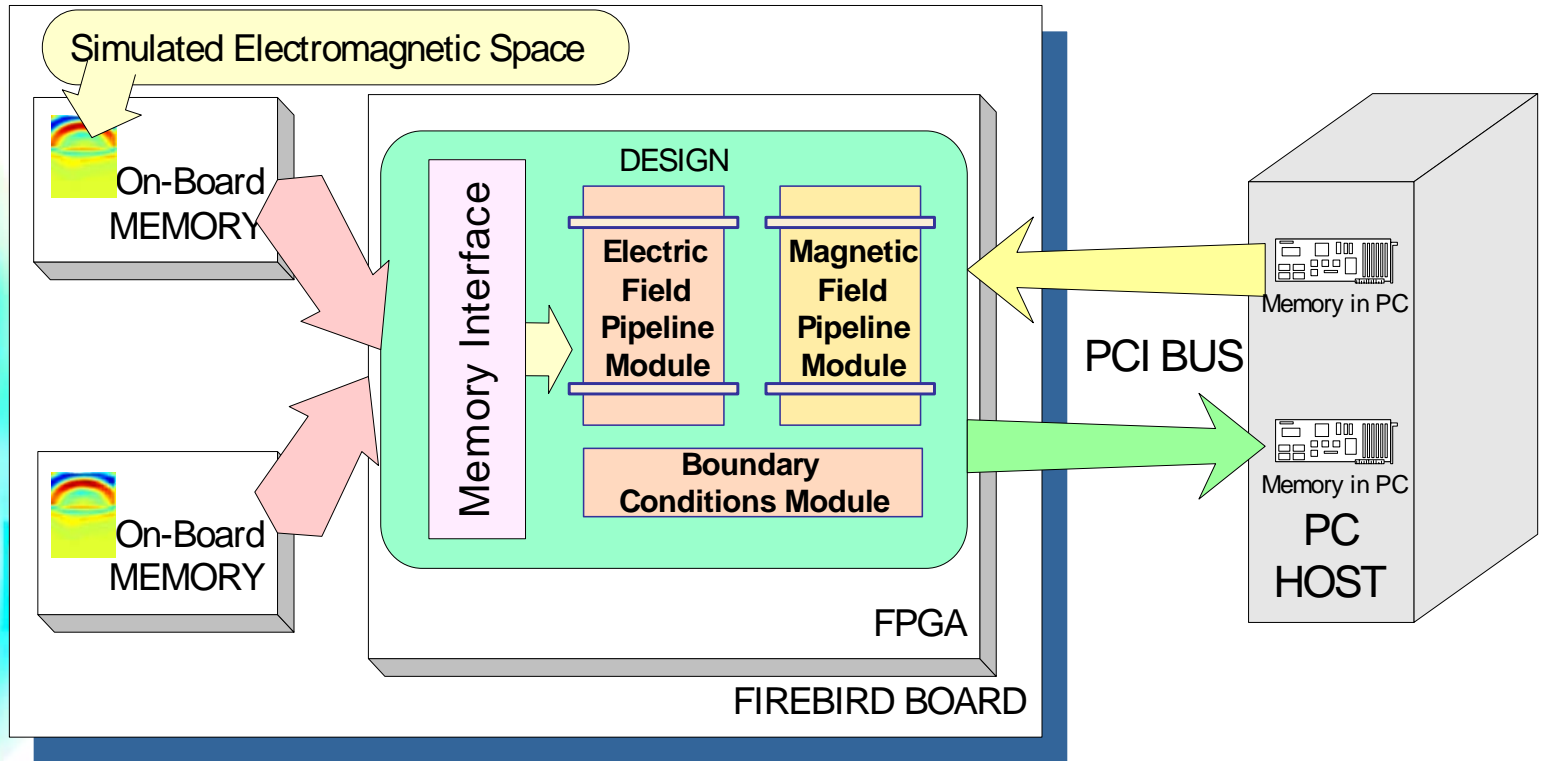 Simulated Electromagnetic Space
On-Board
MEMORY
On-Board
MEMORY
Memory Interface
DESIGN
Electric
Field
Pipeline
Module
Magnetic
Field
Pipeline
Module
Boundary
Conditions Module
FPGA
FIREBIRD BOARD
PCI BUS
Memory in PC
Memory in PC
PC
HOST